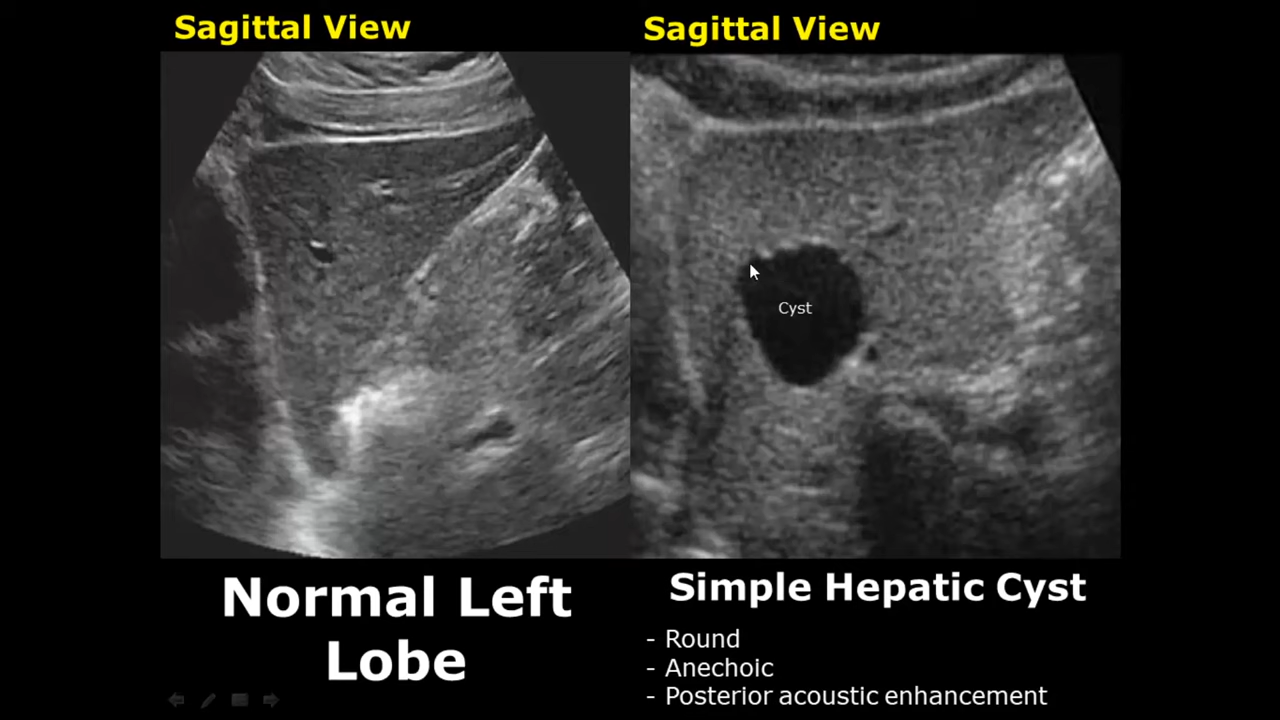 Sagittal View
Normal Left
Lobe
Sagittal View
Cyst
Simple Hepatic Cyst
- Round
- Anechoic
- Posterior acoustic enhancement